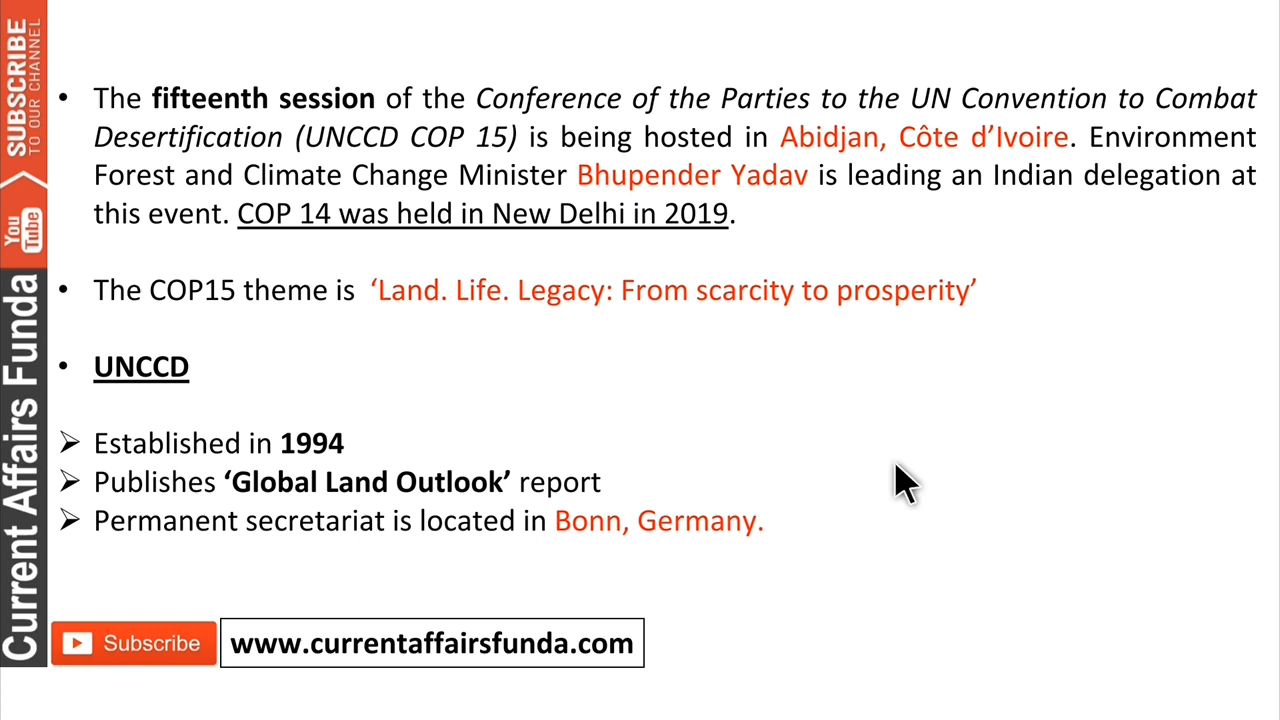 • The fifteenth session of the Conference of the Parties to the UN Convention to Combat
Desertification (UNCCD COP 15) is being hosted in Abidjan, Côte d’Ivoire. Environment
Forest and Climate Change Minister Bhupender Yadav is leading an Indian delegation at
this event. COP 14 was held in New Delhi in 2019.
• The COP15 theme is ‘Land. Life. Legacy: From scarcity to prosperity’
• UNCCD
➢ Established in 1994
➢ Publishes ‘Global Land Outlook’ report
➢ Permanent secretariat is located in Bonn, Germany.
SUBSCRIBE
TO OUR CHANNEL
You
Tube
Current Affairs Funda
Subscribe
www.currentaffairsfunda.com